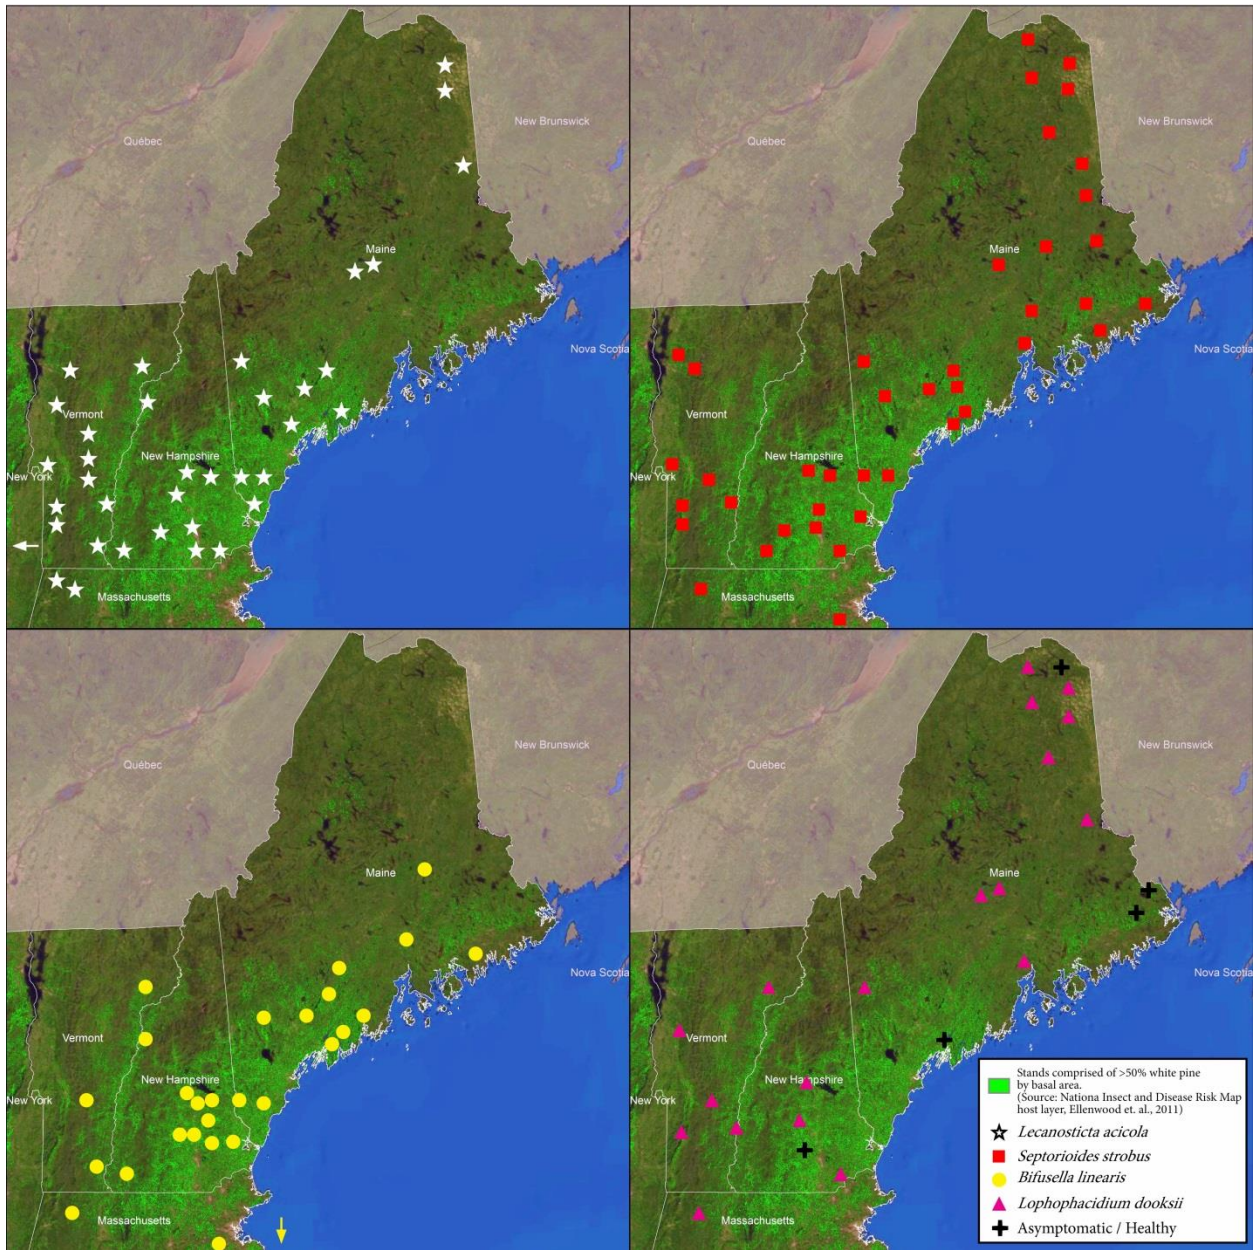 Québec
New Brunswick
Maine
Nova Scotia
Vermont
New Hampshire
New York
Massachusetts
Québec
New Brunswick
Maine
Nova Scotia
Vermont
New Hampshire
New York
Massachusetts
Québec
New Brunswick
Maine
Nova Scotia
Vermont
New Hampshire
New York
Massachusetts
Québec
New Brunswick
Maine
Nova Scotia
Vermont
New Hampshire
New York
Massachusetts
Stands comprised of >50% white pine
by basal area.
(Source: Nationa Insect and Disease Risk Map
host layer, Ellenwood et. al., 2011)
Lecanosticta acicola
Septorioides strobus
Bifusella linearis
Lophophacidium dooksii
Asymptomatic / Healthy